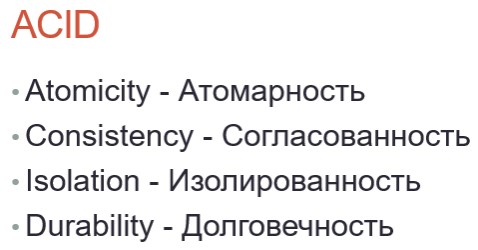 ACID
• Atomicity - Атомарность
• Consistency - Согласованность
• Isolation - Изолированность
• Durability - Долговечность